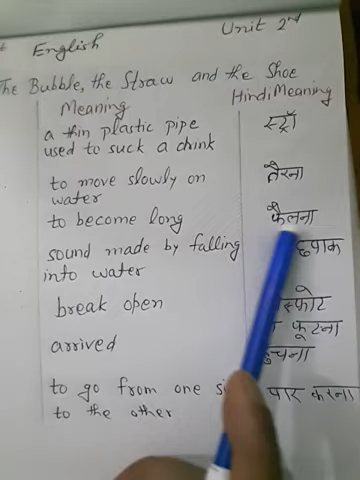 English
Unit 2nd
The Bubble, the Straw and the Shoe
Meaning
Hindi Meaning
a thin plastic pipe
used to suck a drink
स्ट्रॉ
to move slowly on
water
तैरना
to become long
फैलना
sound made by falling
into water
छपाक
break open
फूटना
arrived
to go from one
to the other
पार करना